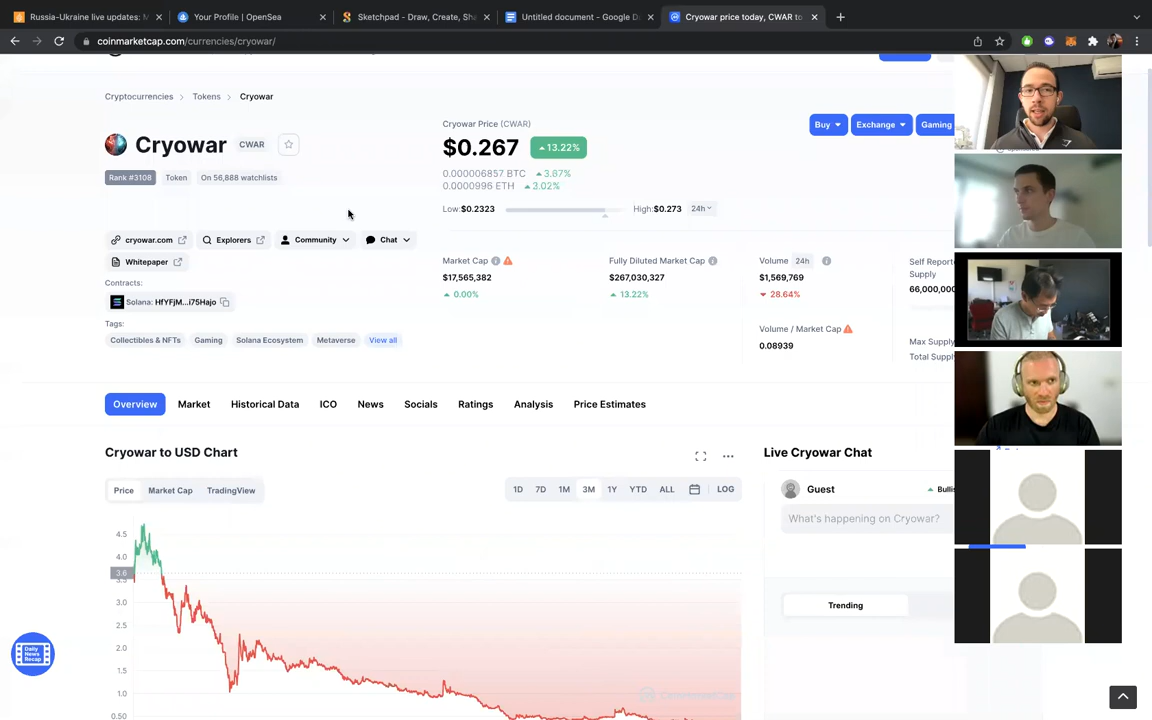 Russia-Ukraine live updates: M
Your Profile | OpenSea
Sketchpad - Draw, Create, Sha
Untitled document - Google D
Cryowar price today, CWAR to
coinmarketcap.com/currencies/cryowar/
Cryptocurrencies > Tokens > Cryowar
Cryowar CWAR
Rank #3108 Token On 56,888 watchlists
cryowar.com Explorers Community Chat
Whitepaper
Contracts:
Solana: HfYFjM...i75Hajo
Tags:
Collectibles & NFTs Gaming Solana Ecosystem Metaverse View all
Cryowar Price (CWAR)
$0.267 13.22%
0.000006857 BTC 3.87%
0.0000996 ETH 3.02%
Low: $0.2323 High: $0.273 24h
Buy Exchange Gaming
Market Cap
$17,565,382
0.00%
Fully Diluted Market Cap
$267,030,327
13.22%
Volume 24h
$1,569,769
28.64%
Volume / Market Cap
0.08939
Self Reporte
Supply
66,000,000
Max Supply
Total Supply
Overview Market Historical Data ICO News Socials Ratings Analysis Price Estimates
Cryowar to USD Chart
Price Market Cap TradingView
1D 7D 1M 3M 1Y YTD ALL LOG
4.5
4.0
3.6
3.5
3.0
2.5
2.0
1.5
1.0
0.50
CoinMarketCap
Live Cryowar Chat
Guest Bullis
What's happening on Cryowar?
Trending
Daily
News
Recap